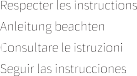 Respecter les instructions
Anleitung beachten
Consultare le istruzioni
Seguir las instrucciones